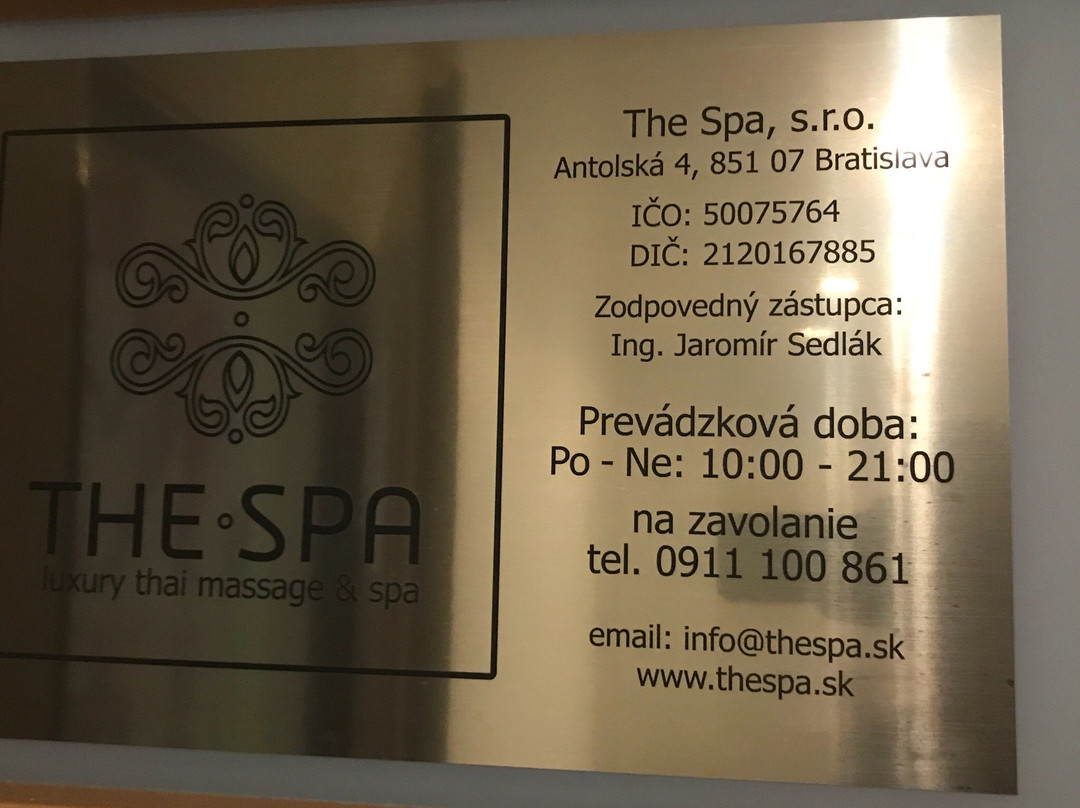 THE SPA
luxury thai massage & spa
The Spa, s.r.o.
Antolská 4, 851 07 Bratislava
IČO: 50075764
DIČ: 2120167885
Zodpovedný zástupca:
Ing. Jaromír Sedlák
Prevádzková doba:
Po - Ne: 10:00 - 21:00
na zavolanie
tel. 0911 100 861
email: info@thespa.sk
www.thespa.sk